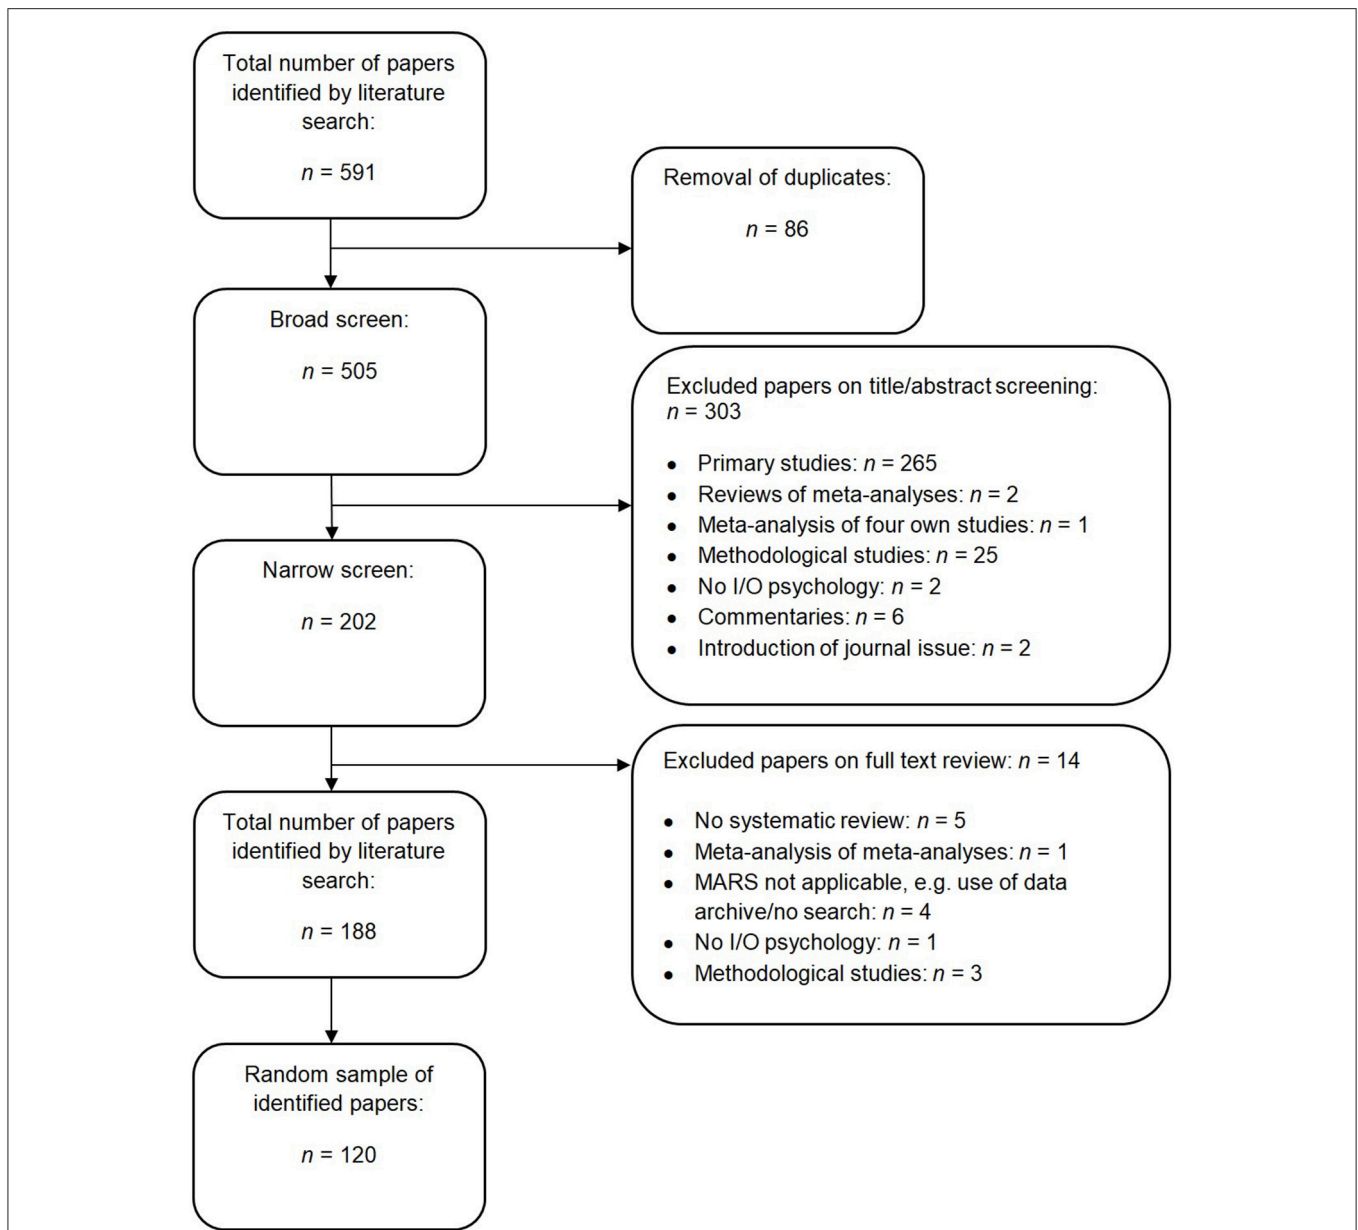 Total number of papers
identified by literature
search:
n = 591
Removal of duplicates:
n = 86
Broad screen:
n = 505
Excluded papers on title/abstract screening:
n = 303
• Primary studies: n = 265
• Reviews of meta-analyses: n = 2
• Meta-analysis of four own studies: n = 1
• Methodological studies: n = 25
• No I/O psychology: n = 2
• Commentaries: n = 6
• Introduction of journal issue: n = 2
Narrow screen:
n = 202
Excluded papers on full text review: n = 14
• No systematic review: n = 5
• Meta-analysis of meta-analyses: n = 1
• MARS not applicable, e.g. use of data
archive/no search: n = 4
• No I/O psychology: n = 1
• Methodological studies: n = 3
Total number of papers
identified by literature
search:
n = 188
Random sample of
identified papers:
n = 120